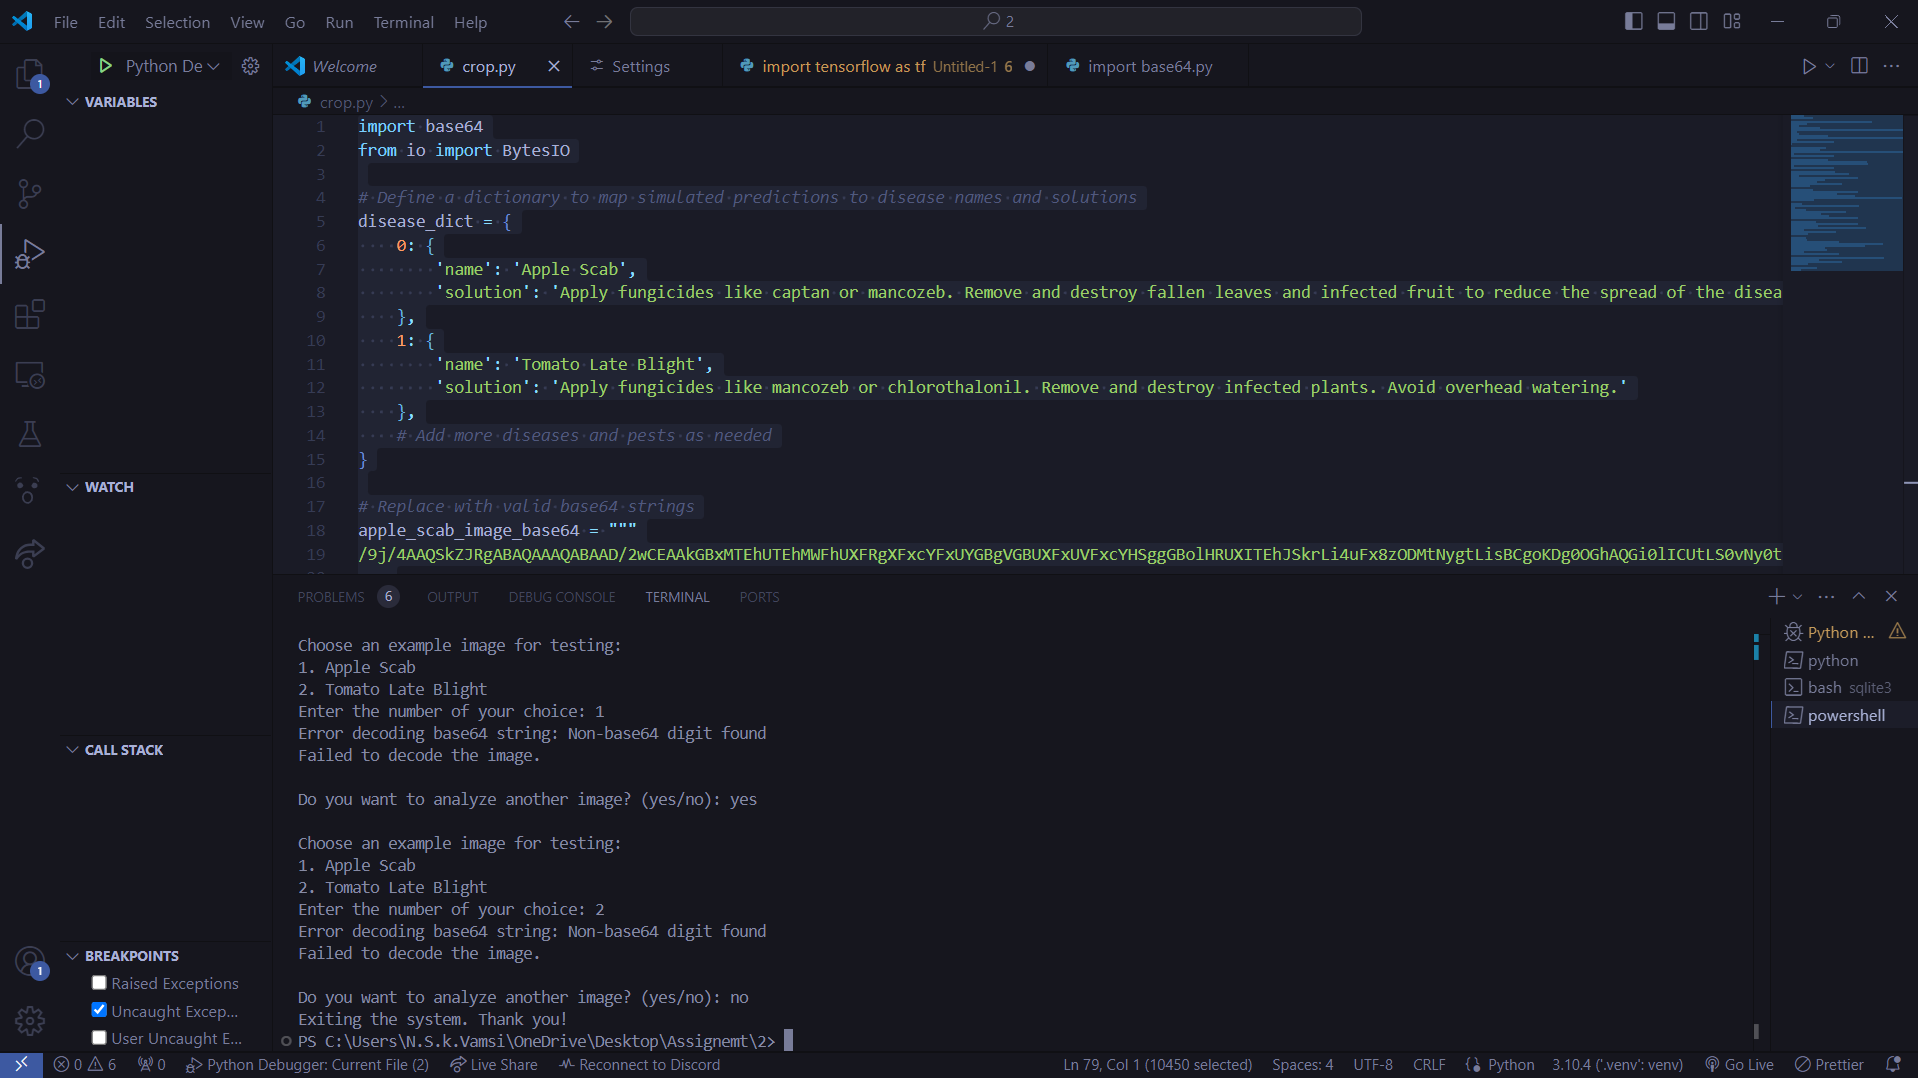 File Edit Selection View Go Run Terminal Help
2
1
Python De
Welcome
crop.py
Settings
import tensorflow as tf Untitled-1 6
import base64.py
crop.py > ...
VARIABLES
WATCH
CALL STACK
BREAKPOINTS
Raised Exceptions
Uncaught Excep...
User Uncaught E...
1
1 import base64
2 from io import BytesIO
3
4 # Define a dictionary to map simulated predictions to disease names and solutions
5 disease_dict = {
6 0: {
7 'name': 'Apple Scab',
8 'solution': 'Apply fungicides like captan or mancozeb. Remove and destroy fallen leaves and infected fruit to reduce the spread of the disea
9 },
10 1: {
11 'name': 'Tomato Late Blight',
12 'solution': 'Apply fungicides like mancozeb or chlorothalonil. Remove and destroy infected plants. Avoid overhead watering.'
13 },
14 # Add more diseases and pests as needed
15 }
16
17 # Replace with valid base64 strings
18 apple_scab_image_base64 = """
19 /9j/4AAQSkZJRgABAQAAAQABAAD/2wCEAAkGBxMTEhUTEhMWFhUXFRgXFxcYFxUYGBgVGBUXFxUVFxcYHSggGBolHRUXITEhJSkrLi4uFx8zODMtNygtLisBCgoKDg0OGhAQGi0lICUtLS0vNy0t
PROBLEMS 6 OUTPUT DEBUG CONSOLE TERMINAL PORTS
Choose an example image for testing:
1. Apple Scab
2. Tomato Late Blight
Enter the number of your choice: 1
Error decoding base64 string: Non-base64 digit found
Failed to decode the image.
Do you want to analyze another image? (yes/no): yes
Choose an example image for testing:
1. Apple Scab
2. Tomato Late Blight
Enter the number of your choice: 2
Error decoding base64 string: Non-base64 digit found
Failed to decode the image.
Do you want to analyze another image? (yes/no): no
Exiting the system. Thank you!
PS C:\Users\N.S.k.Vamsi\OneDrive\Desktop\Assignemt\2>
Python ...
python
bash sqlite3
powershell
0 6 0 Python Debugger: Current File (2) Live Share Reconnect to Discord Ln 79, Col 1 (10450 selected) Spaces: 4 UTF-8 CRLF Python 3.10.4 ('.venv': venv) Go Live Prettier